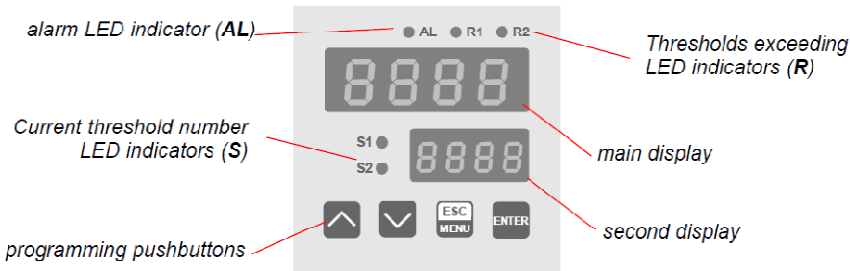 alarm LED indicator (AL)
AL R1 R2
Thresholds exceeding
LED indicators (R)
8888
Current threshold number
LED indicators (S)
S1
S2
8888
main display
ESC
MENU
ENTER
second display
programming pushbuttons